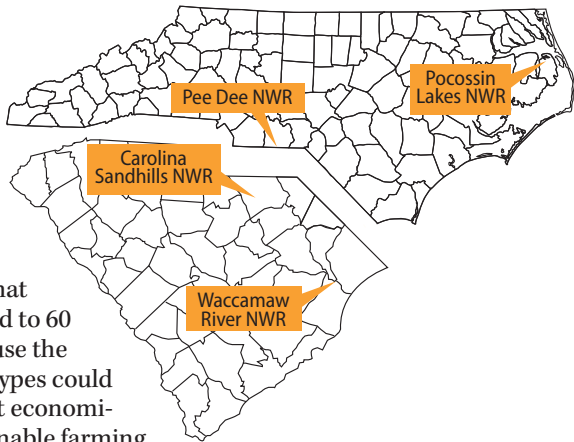 Pocossin
Lakes NWR
Pee Dee NWR
Carolina
Sandhills NWR
Waccamaw
River NWR
hat
d to 60
use the
types could
t economi-
nable farming